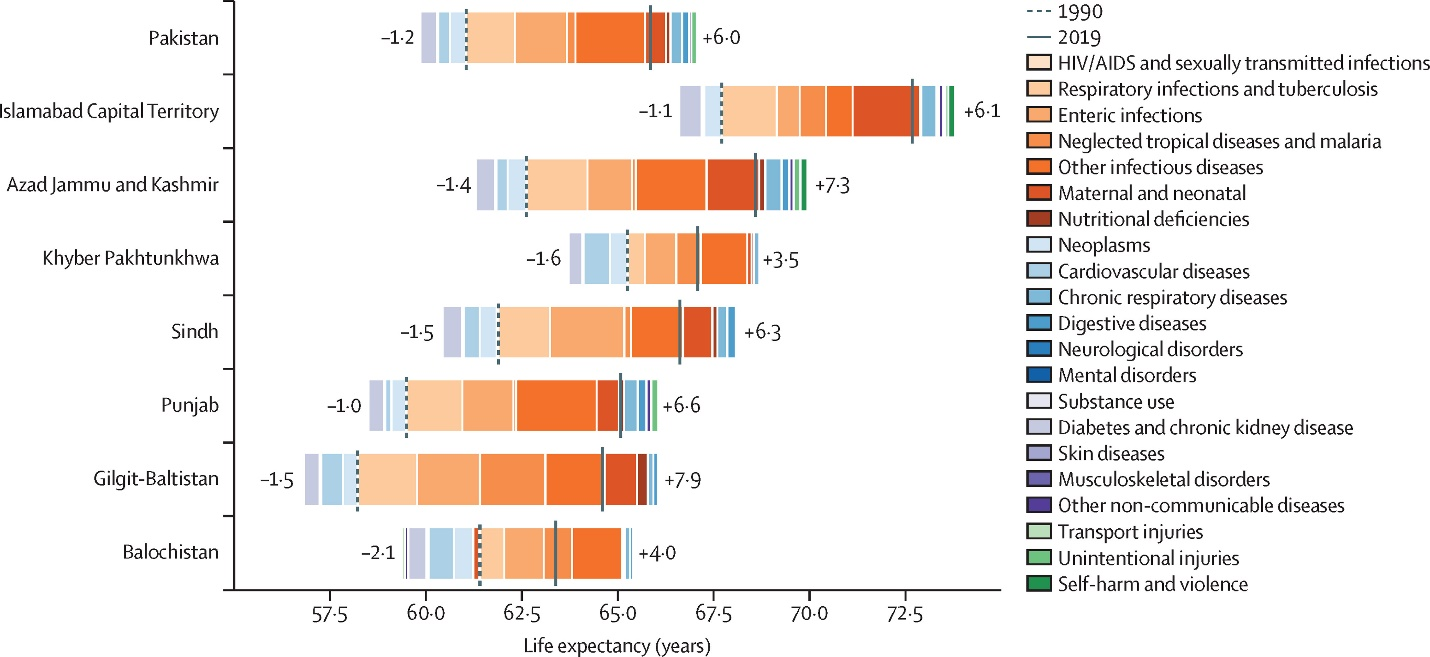 Pakistan
−1·2
+6·0
Islamabad Capital Territory
−1·1
+6·1
Azad Jammu and Kashmir
−1·4
+7·3
Khyber Pakhtunkhwa
−1·6
+3·5
Sindh
−1·5
+6·3
Punjab
−1·0
+6·6
Gilgit-Baltistan
−1·5
+7·9
Balochistan
−2·1
+4·0
57·5 60·0 62·5 65·0 67·5 70·0 72·5
Life expectancy (years)
1990
2019
HIV/AIDS and sexually transmitted infections
Respiratory infections and tuberculosis
Enteric infections
Neglected tropical diseases and malaria
Other infectious diseases
Maternal and neonatal
Nutritional deficiencies
Neoplasms
Cardiovascular diseases
Chronic respiratory diseases
Digestive diseases
Neurological disorders
Mental disorders
Substance use
Diabetes and chronic kidney disease
Skin diseases
Musculoskeletal disorders
Other non-communicable diseases
Transport injuries
Unintentional injuries
Self-harm and violence